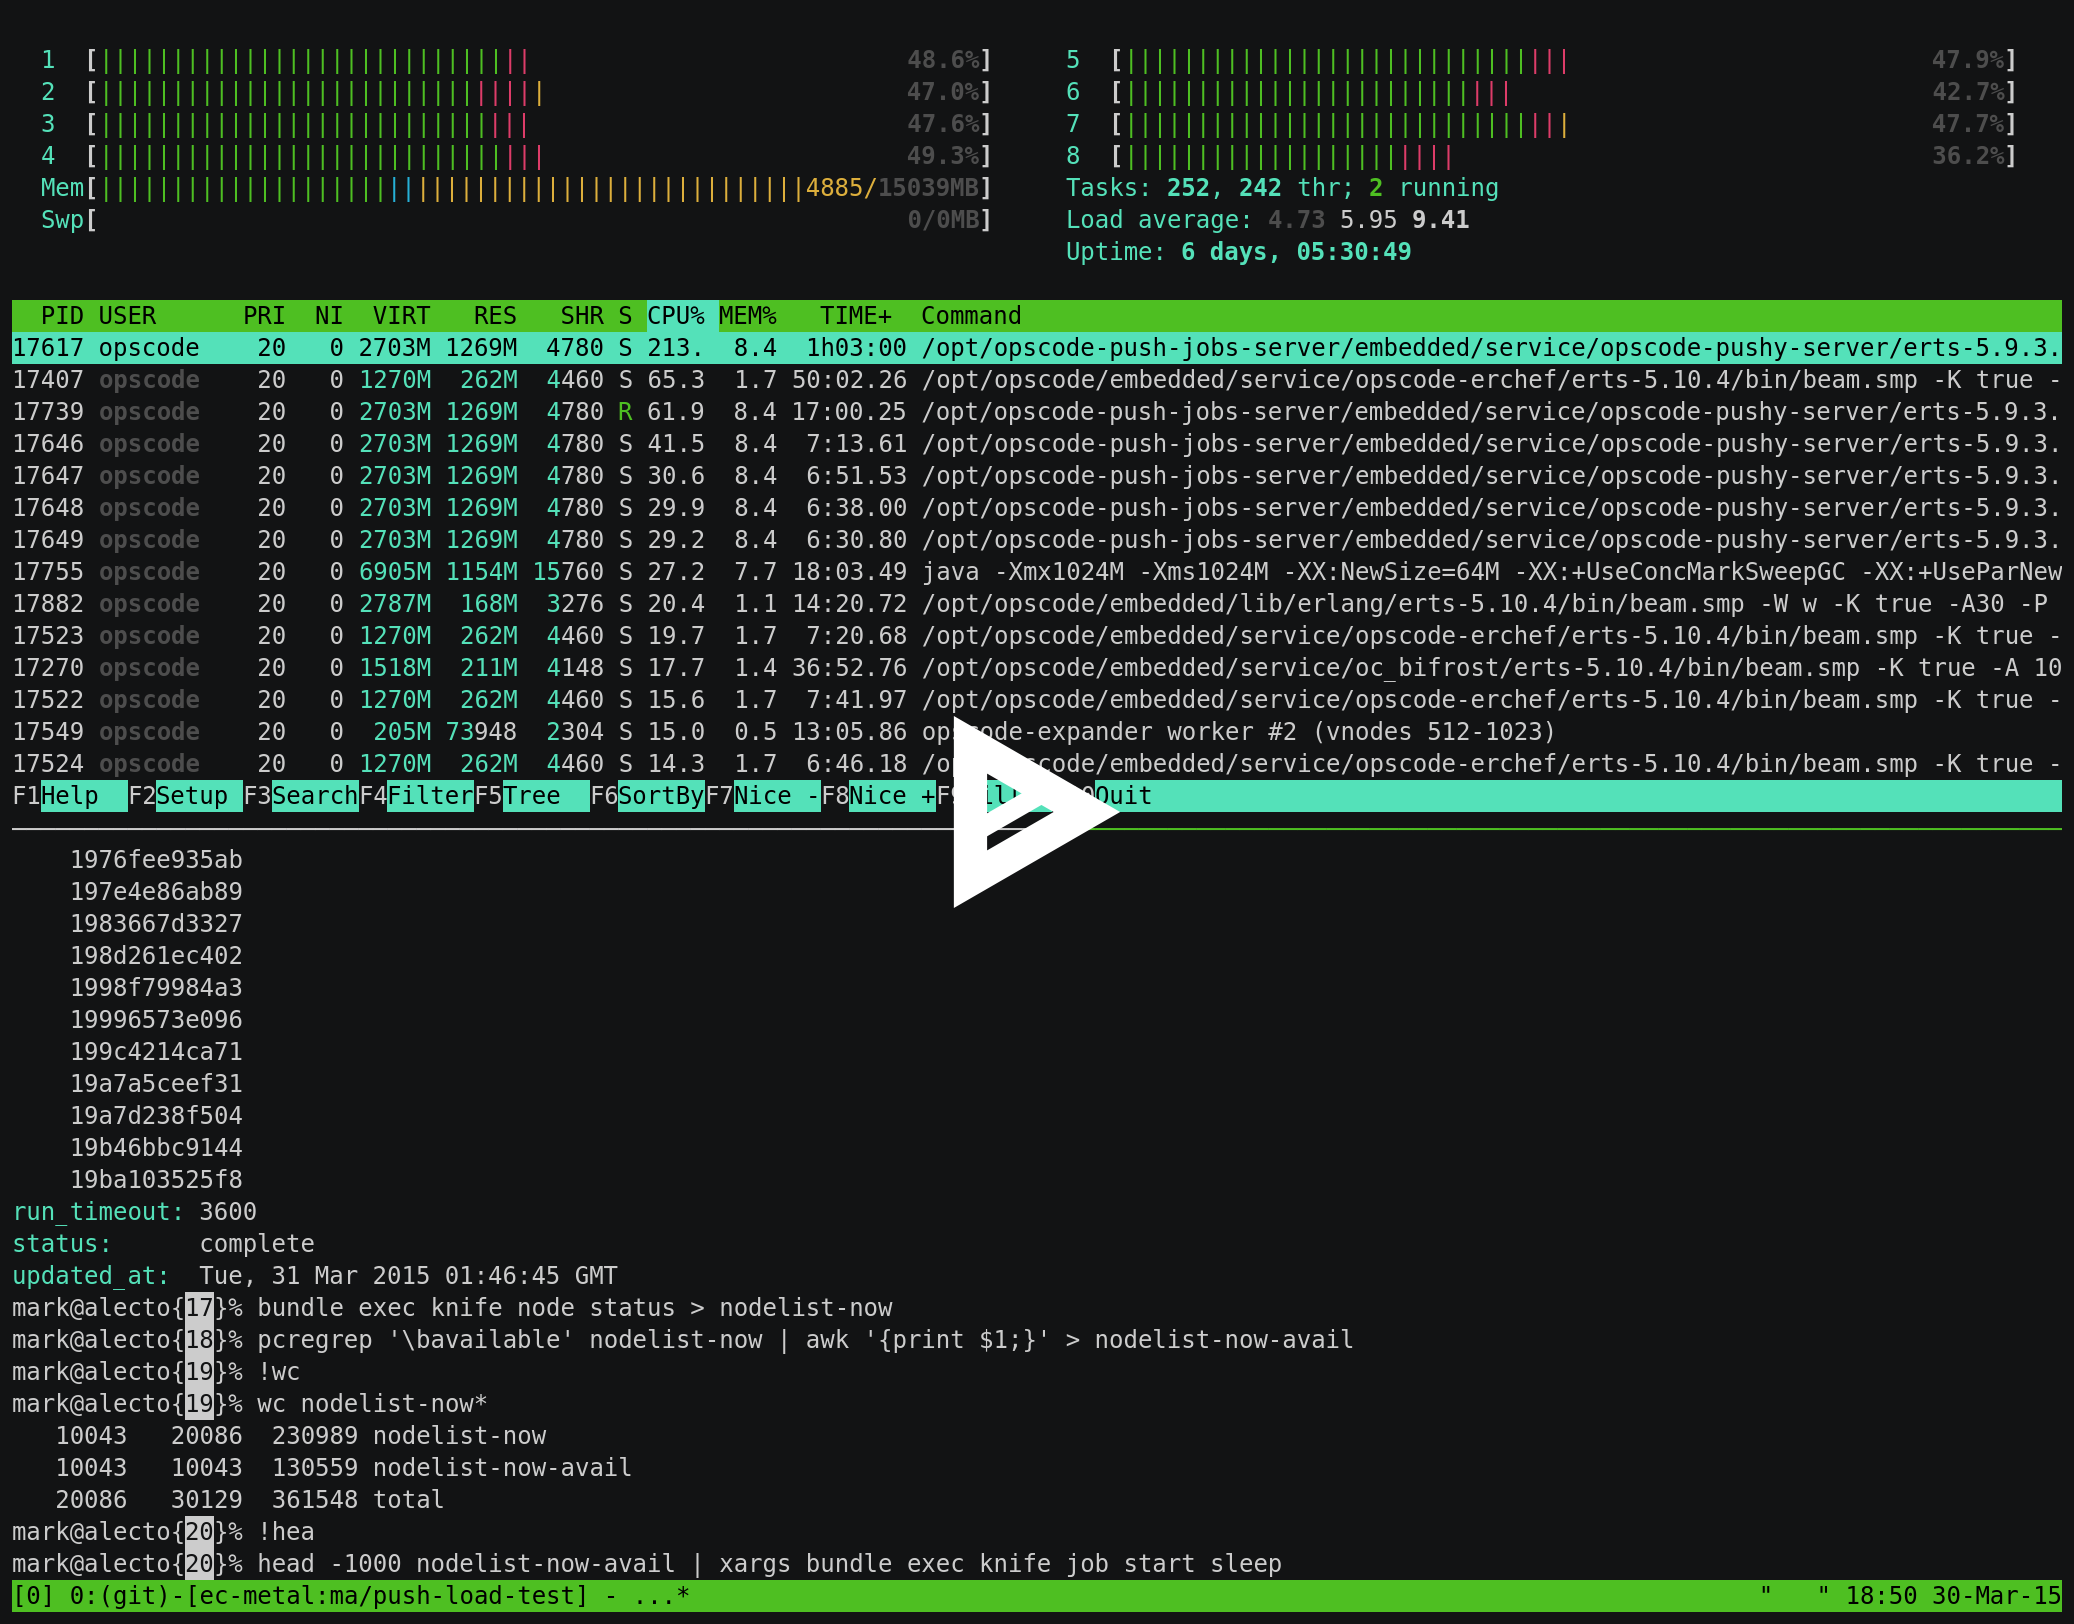 1 [||||||||||||||||||||||||||||||                          48.6%]
5 [|||||||||||||||||||||||||||||||                         47.9%]
2 [|||||||||||||||||||||||||||||||                         47.0%]
6 [|||||||||||||||||||||||||||                             42.7%]
3 [||||||||||||||||||||||||||||||                          47.6%]
7 [|||||||||||||||||||||||||||||||                         47.7%]
4 [|||||||||||||||||||||||||||||||                         49.3%]
8 [|||||||||||||||||||||||                                 36.2%]
Mem[|||||||||||||||||||||||||||||||||||||||||||||||||4885/15039MB]
Tasks: 252, 242 thr; 2 running
Swp[                                                        0/0MB]
Load average: 4.73 5.95 9.41
Uptime: 6 days, 05:30:49
PID USER      PRI  NI  VIRT   RES   SHR S CPU% MEM%   TIME+  Command
17617 opscode    20   0 2703M 1269M  4780 S 213.  8.4  1h03:00 /opt/opscode-push-jobs-server/embedded/service/opscode-pushy-server/erts-5.9.3.
17407 opscode    20   0 1270M  262M  4460 S 65.3  1.7 50:02.26 /opt/opscode/embedded/service/opscode-erchef/erts-5.10.4/bin/beam.smp -K true -
17739 opscode    20   0 2703M 1269M  4780 R 61.9  8.4 17:00.25 /opt/opscode-push-jobs-server/embedded/service/opscode-pushy-server/erts-5.9.3.
17646 opscode    20   0 2703M 1269M  4780 S 41.5  8.4  7:13.61 /opt/opscode-push-jobs-server/embedded/service/opscode-pushy-server/erts-5.9.3.
17647 opscode    20   0 2703M 1269M  4780 S 30.6  8.4  6:51.53 /opt/opscode-push-jobs-server/embedded/service/opscode-pushy-server/erts-5.9.3.
17648 opscode    20   0 2703M 1269M  4780 S 29.9  8.4  6:38.00 /opt/opscode-push-jobs-server/embedded/service/opscode-pushy-server/erts-5.9.3.
17649 opscode    20   0 2703M 1269M  4780 S 29.2  8.4  6:30.80 /opt/opscode-push-jobs-server/embedded/service/opscode-pushy-server/erts-5.9.3.
17755 opscode    20   0 6905M 1154M 15760 S 27.2  7.7 18:03.49 java -Xmx1024M -Xms1024M -XX:NewSize=64M -XX:+UseConcMarkSweepGC -XX:+UseParNew
17882 opscode    20   0 2787M  168M  3276 S 20.4  1.1 14:20.72 /opt/opscode/embedded/lib/erlang/erts-5.10.4/bin/beam.smp -W w -K true -A30 -P
17523 opscode    20   0 1270M  262M  4460 S 19.7  1.7  7:20.68 /opt/opscode/embedded/service/opscode-erchef/erts-5.10.4/bin/beam.smp -K true -
17270 opscode    20   0 1518M  211M  4148 S 17.7  1.4 36:52.76 /opt/opscode/embedded/service/oc_bifrost/erts-5.10.4/bin/beam.smp -K true -A 10
17522 opscode    20   0 1270M  262M  4460 S 15.6  1.7  7:41.97 /opt/opscode/embedded/service/opscode-erchef/erts-5.10.4/bin/beam.smp -K true -
17549 opscode    20   0  205M 73948  2304 S 15.0  0.5 13:05.86 opscode-expander worker #2 (vnodes 512-1023)
17524 opscode    20   0 1270M  262M  4460 S 14.3  1.7  6:46.18 /opt/opscode/embedded/service/opscode-erchef/erts-5.10.4/bin/beam.smp -K true -
F1Help  F2Setup F3SearchF4FilterF5Tree  F6SortByF7Nice -F8Nice +Quit
1976fee935ab
197e4e86ab89
1983667d3327
198d261ec402
1998f79984a3
19996573e096
199c4214ca71
19a7a5ceef31
19a7d238f504
19b46bbc9144
19ba103525f8
run_timeout: 3600
status:      complete
updated_at:  Tue, 31 Mar 2015 01:46:45 GMT
mark@alecto{17}% bundle exec knife node status > nodelist-now
mark@alecto{18}% pcregrep '\bavailable' nodelist-now | awk '{print $1;}' > nodelist-now-avail
mark@alecto{19}% !wc
mark@alecto{19}% wc nodelist-now*
10043   20086  230989 nodelist-now
10043   10043  130559 nodelist-now-avail
20086   30129  361548 total
mark@alecto{20}% !hea
mark@alecto{20}% head -1000 nodelist-now-avail | xargs bundle exec knife job start sleep
[0] 0:(git)-[ec-metal:ma/push-load-test] - ...*     "   " 18:50 30-Mar-15